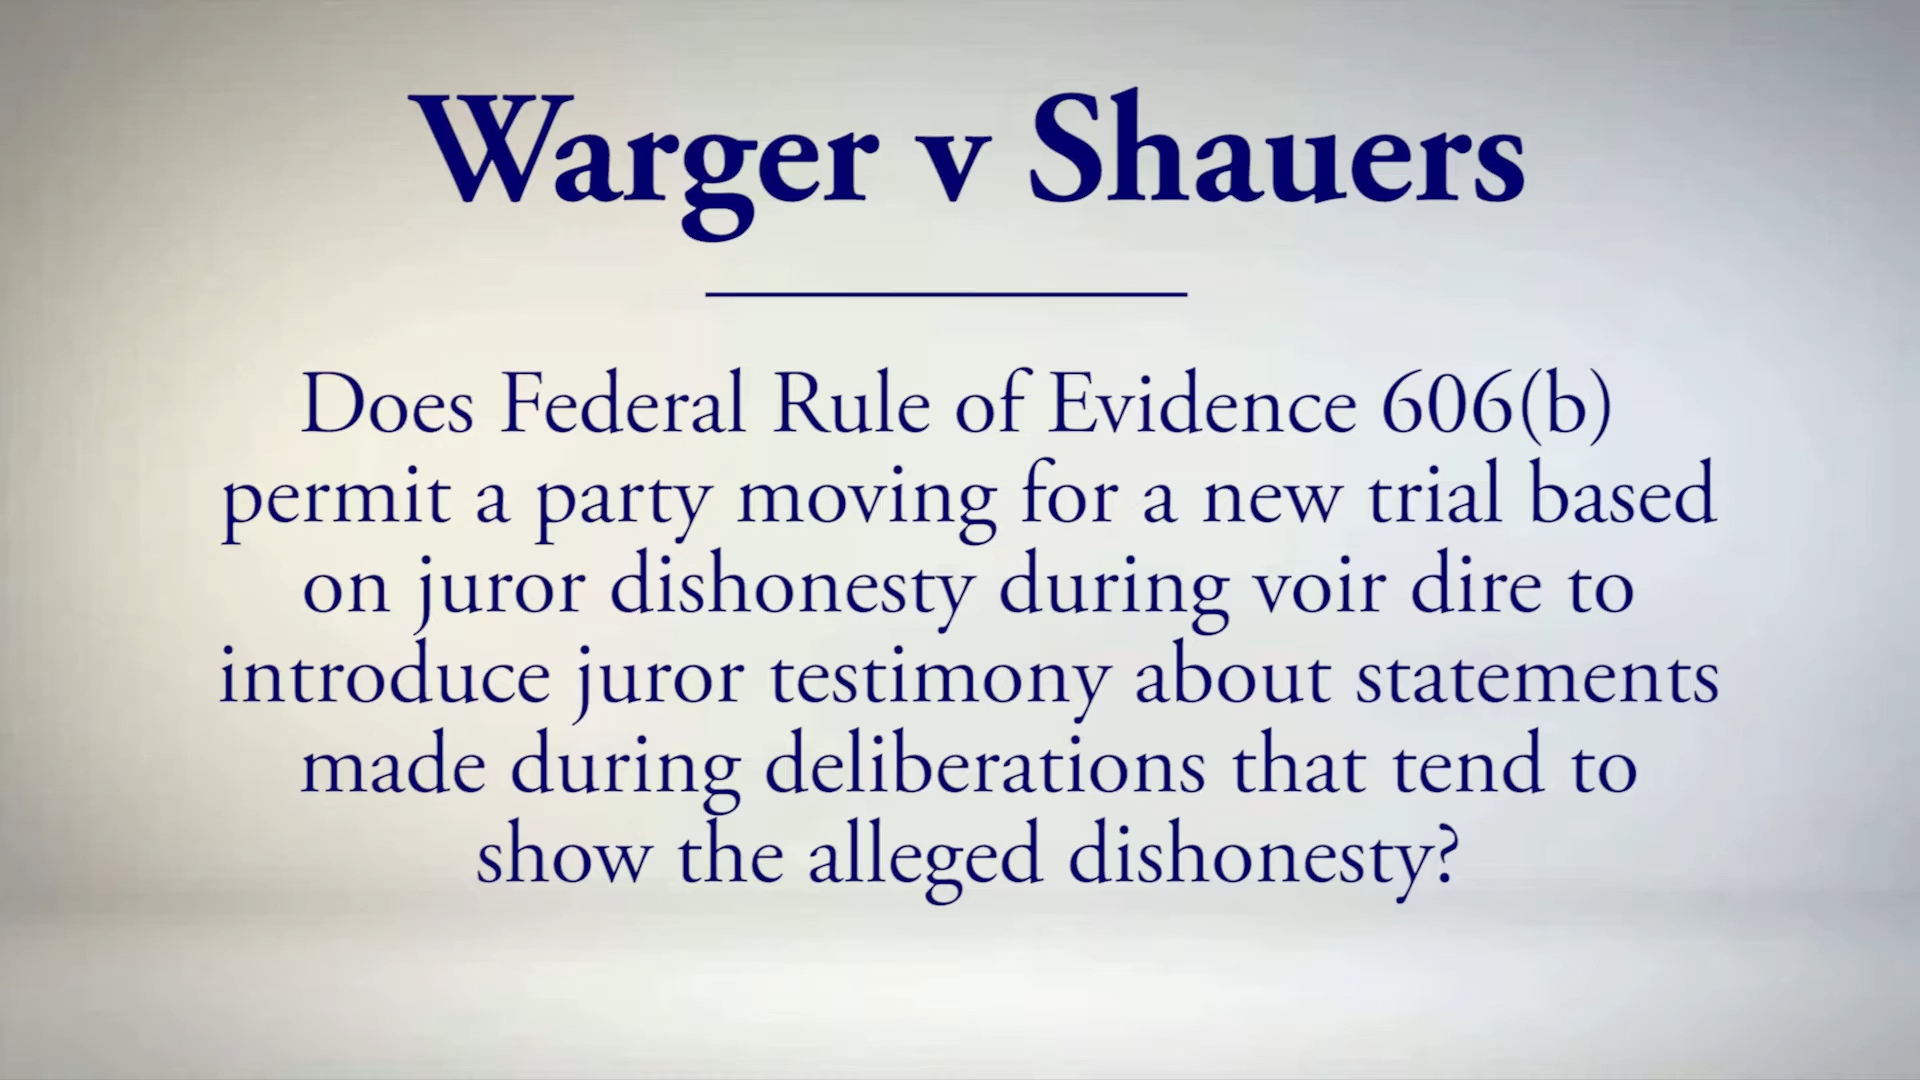 Warger v Shauers
Does Federal Rule of Evidence 606(b)
permit a party moving for a new trial based
on juror dishonesty during voir dire to
introduce juror testimony about statements
made during deliberations that tend to
show the alleged dishonesty?